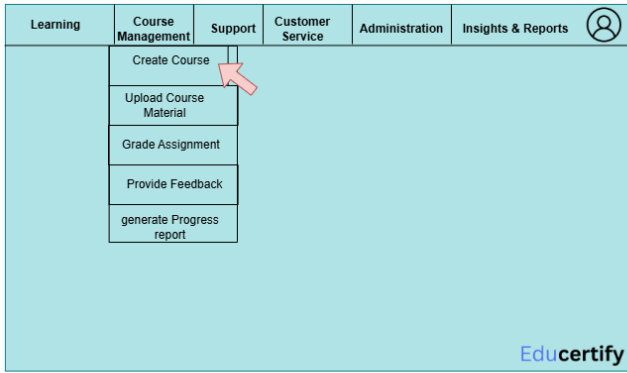 Learning
Course
Management
Support
Customer
Service
Administration
Insights & Reports
Create Course
Upload Course
Material
Grade Assignment
Provide Feedback
generate Progress
report
Educertify